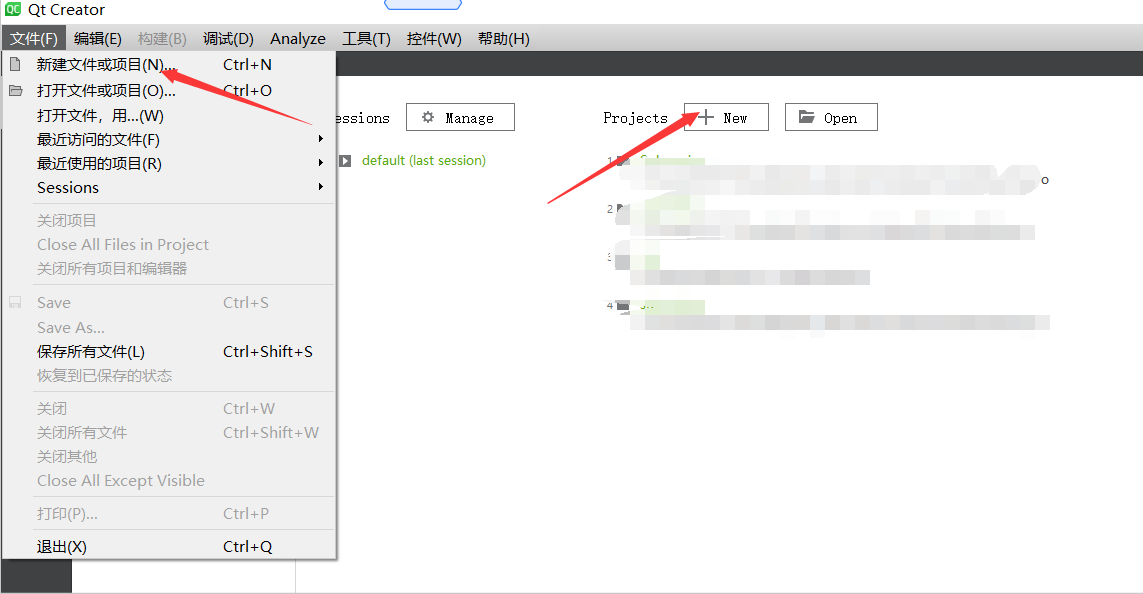 Qt Creator
文件(F) 编辑(E) 构建(B) 调试(D) Analyze 工具(T) 控件(W) 帮助(H)
新建文件或项目(N)... Ctrl+N
打开文件或项目(O)... Ctrl+O
打开文件，用...(W)
最近访问的文件(F)
最近使用的项目(R)
Sessions
关闭项目
Close All Files in Project
关闭所有项目和编辑器
Save Ctrl+S
Save As...
保存所有文件(L) Ctrl+Shift+S
恢复到已保存的状态
关闭 Ctrl+W
关闭所有文件 Ctrl+Shift+W
关闭其他
Close All Except Visible
打印(P)... Ctrl+P
退出(X) Ctrl+Q
essions Manage
default (last session)
Projects New Open
1
o
2
3
4